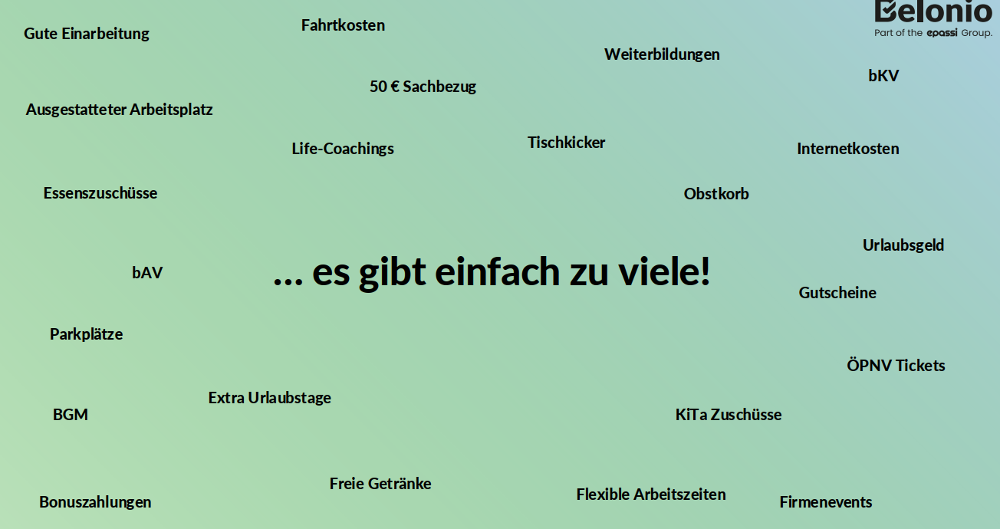 Belonio
Part of the epassi Group.
Gute Einarbeitung
Fahrtkosten
Weiterbildungen
bKV
50 € Sachbezug
Ausgestatteter Arbeitsplatz
Life-Coachings
Tischkicker
Internetkosten
Essenszuschüsse
Obstkorb
Urlaubsgeld
bAV
... es gibt einfach zu viele!
Gutscheine
Parkplätze
ÖPNV Tickets
Extra Urlaubstage
BGM
KiTa Zuschüsse
Freie Getränke
Flexible Arbeitszeiten
Bonuszahlungen
Firmenevents